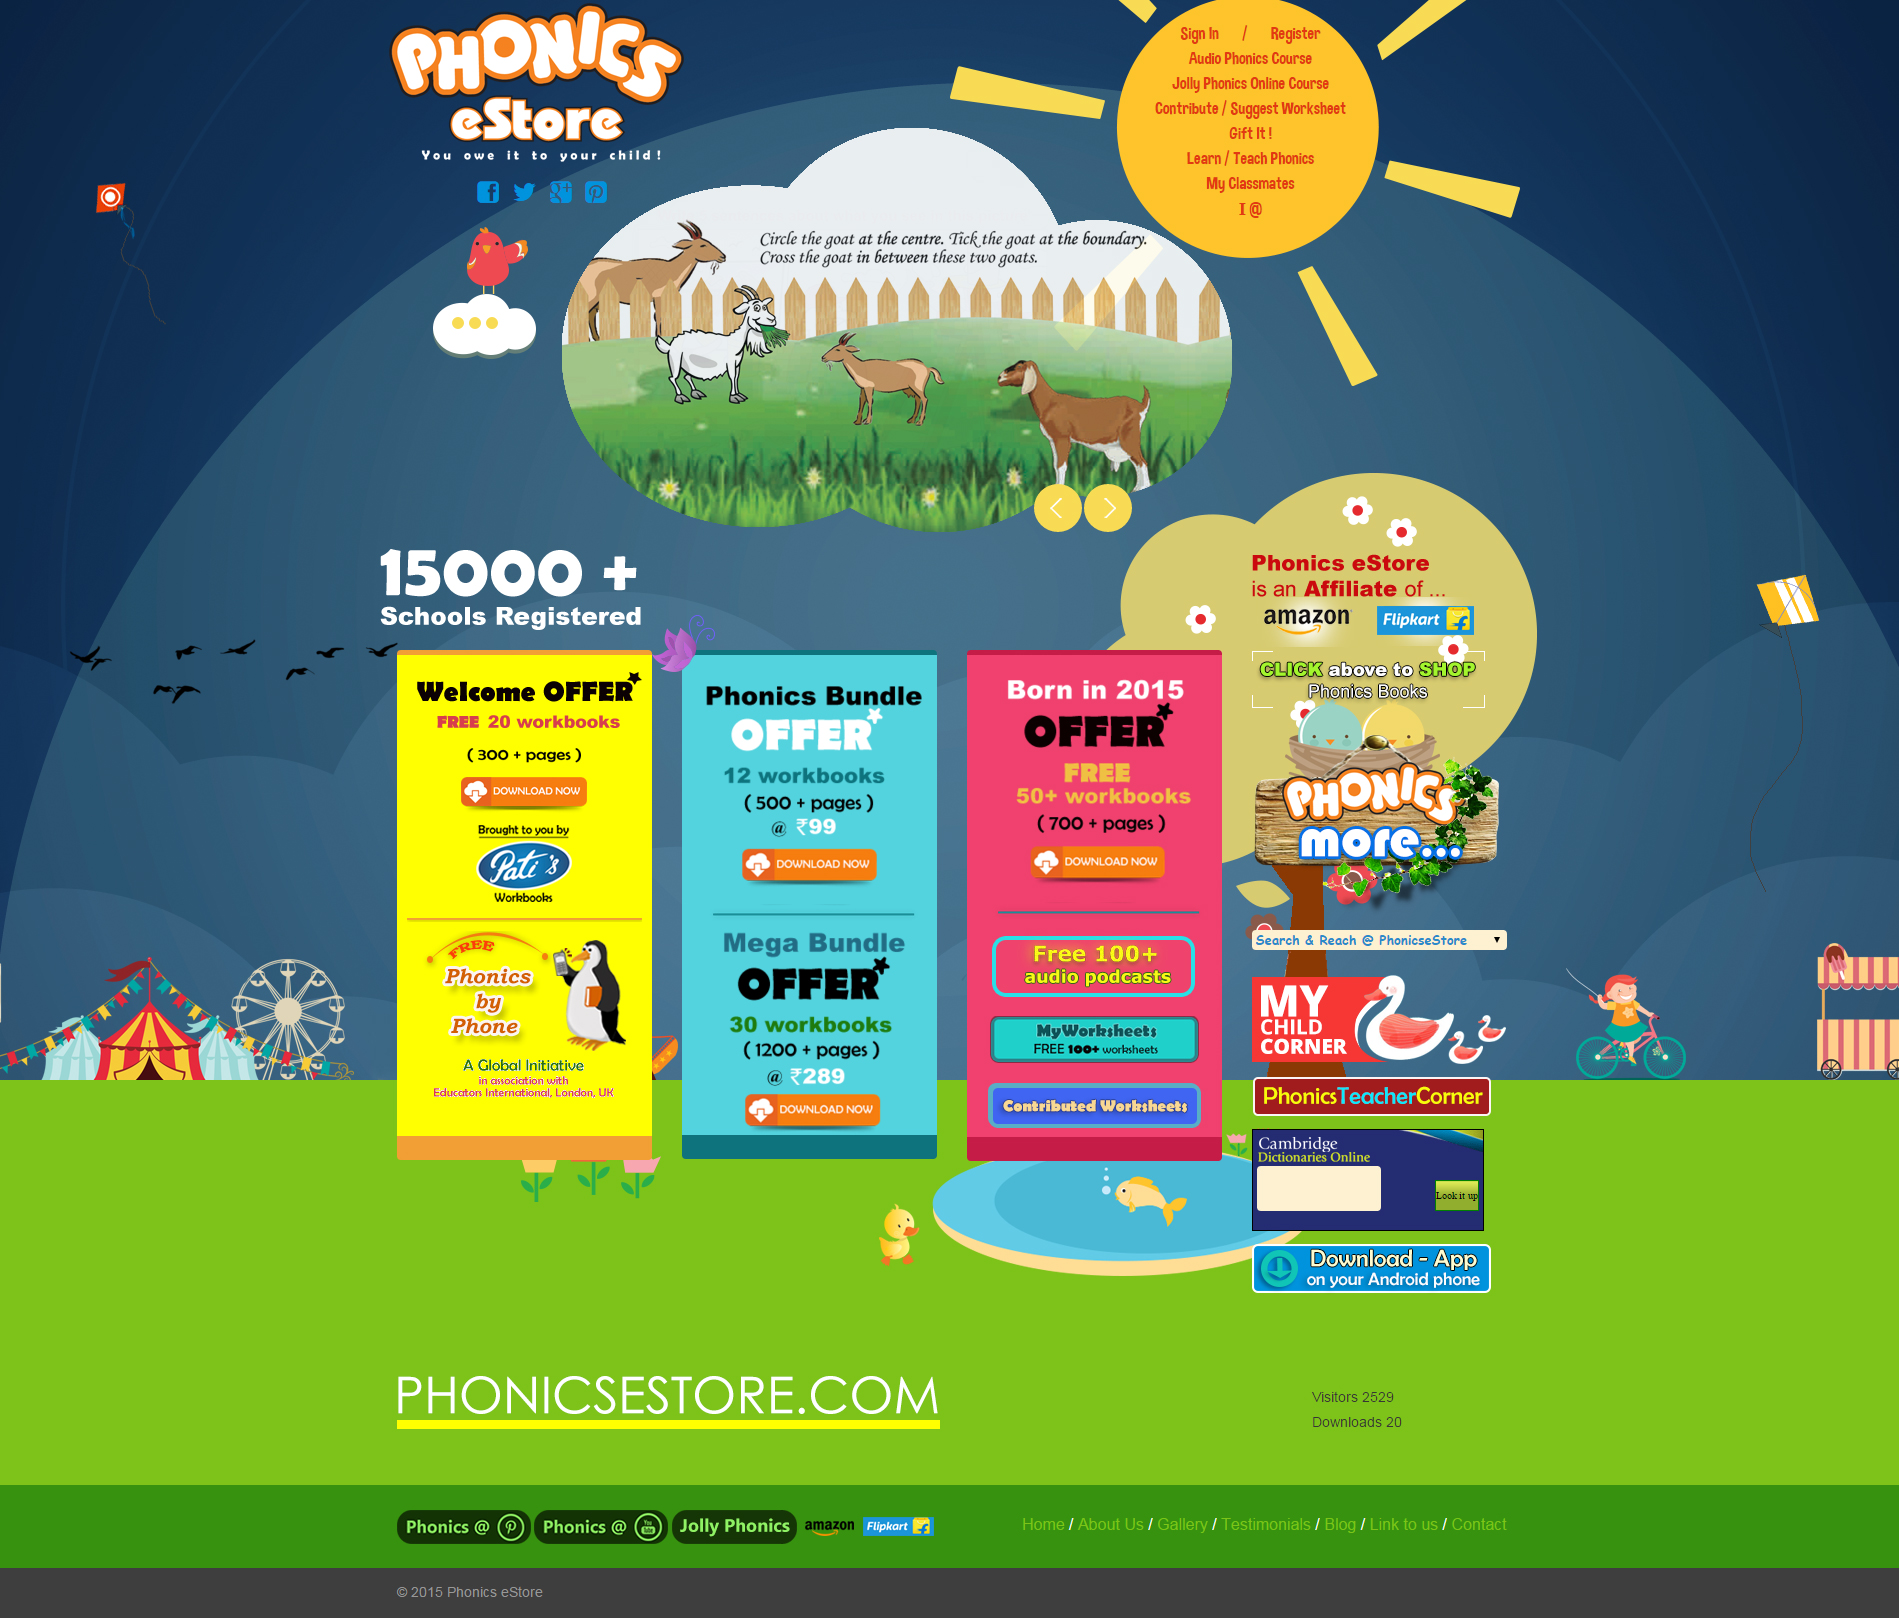 PHONICS
eStore
You owe it to your child!
Sign In / Register
Audio Phonics Course
Jolly Phonics Online Course
Contribute / Suggest Worksheet
Gift It !
Learn / Teach Phonics
My Classmates
I @
Circle the goat at the centre. Tick the goat at the boundary.
Cross the goat in between these two goats.
15000 +
Schools Registered
Welcome OFFER
FREE 20 workbooks
( 300 + pages )
DOWNLOAD NOW
Brought to you by
Pati's
Workbooks
FREE
Phonics
by
Phone
A Global Initiative
in association with
Educators International, London, UK
Phonics Bundle
OFFER
12 workbooks
( 500 + pages )
@ ₹99
DOWNLOAD NOW
Mega Bundle
OFFER
30 workbooks
( 1200 + pages )
@ ₹289
DOWNLOAD NOW
Born in 2015
OFFER
FREE
50+ workbooks
( 700 + pages )
DOWNLOAD NOW
Free 100+
audio podcasts
MyWorksheets
FREE 100+ worksheets
Contributed Worksheets
Phonics eStore
is an Affiliate of ...
amazon
Flipkart
CLICK above to SHOP
Phonics Books
PHONICS
more...
Search & Reach @ PhonicseStore
MY
CHILD
CORNER
PhonicsTeacherCorner
Cambridge
Dictionaries Online
Look it up
Download - App
on your Android phone
PHONICSESTORE.COM
Visitors 2529
Downloads 20
Phonics @
Phonics @ You Tube
Jolly Phonics
amazon
Flipkart
Home / About Us / Gallery / Testimonials / Blog / Link to us / Contact
© 2015 Phonics eStore